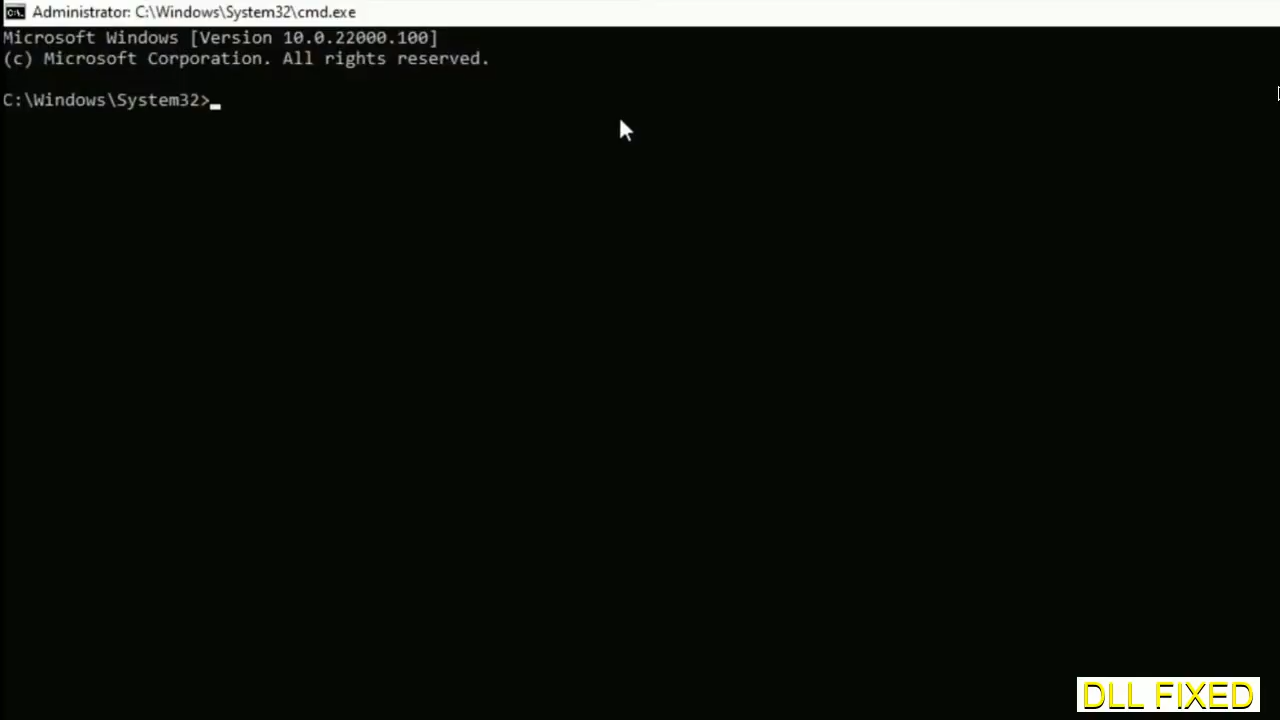 Administrator: C:\Windows\System32\cmd.exe
Microsoft Windows [Version 10.0.22000.100]
(c) Microsoft Corporation. All rights reserved.
C:\Windows\System32>
DLL FIXED